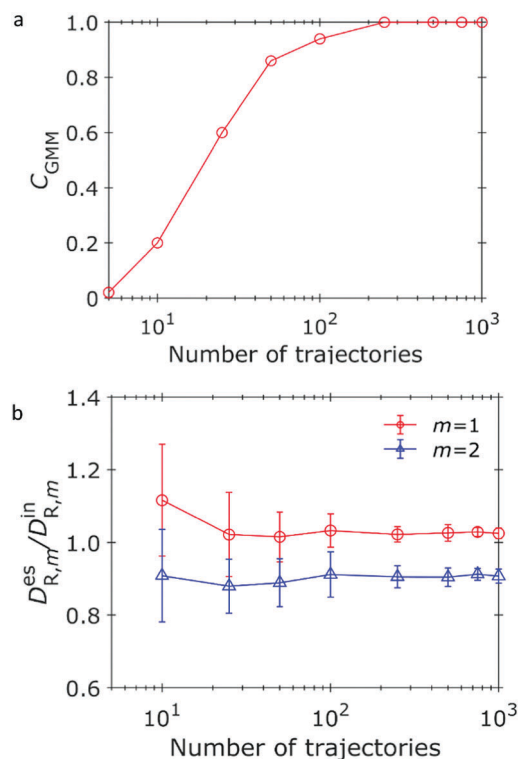 a
1.0
0.8
0.6
0.4
0.2
0
C_GMM
10^1 10^2 10^3
Number of trajectories
b
1.4
1.2
1.0
0.8
0.6
D^es_R,m/D^in_R,m
m=1
m=2
10^1 10^2 10^3
Number of trajectories